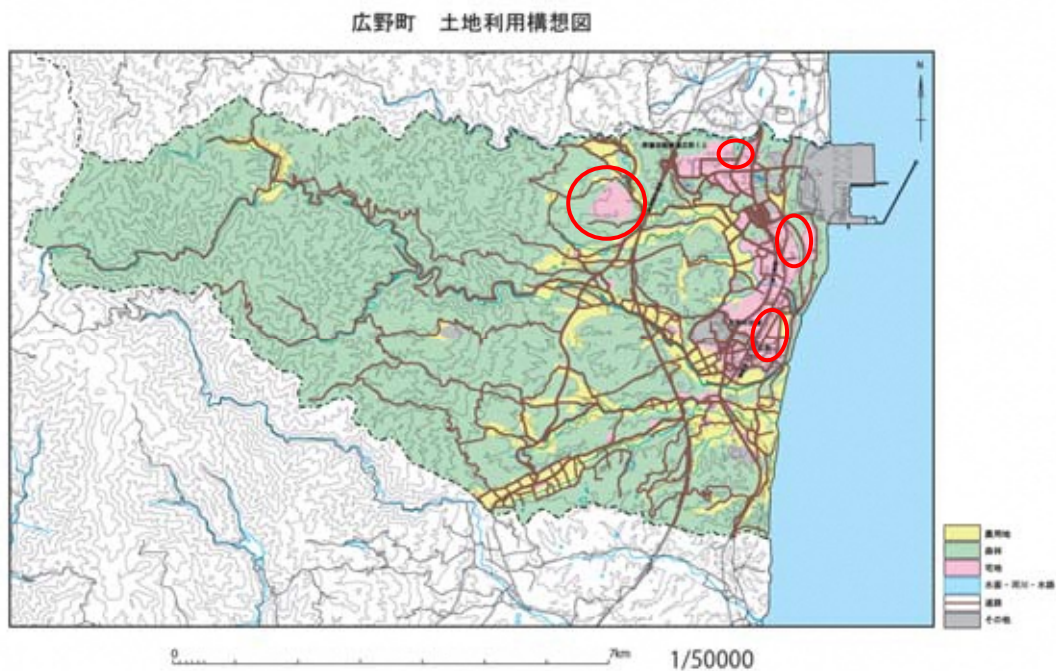 広野町 土地利用構想図
N
農用地
森林
宅地
水面・河川・水路
道路
その他
0 7km 1/50000